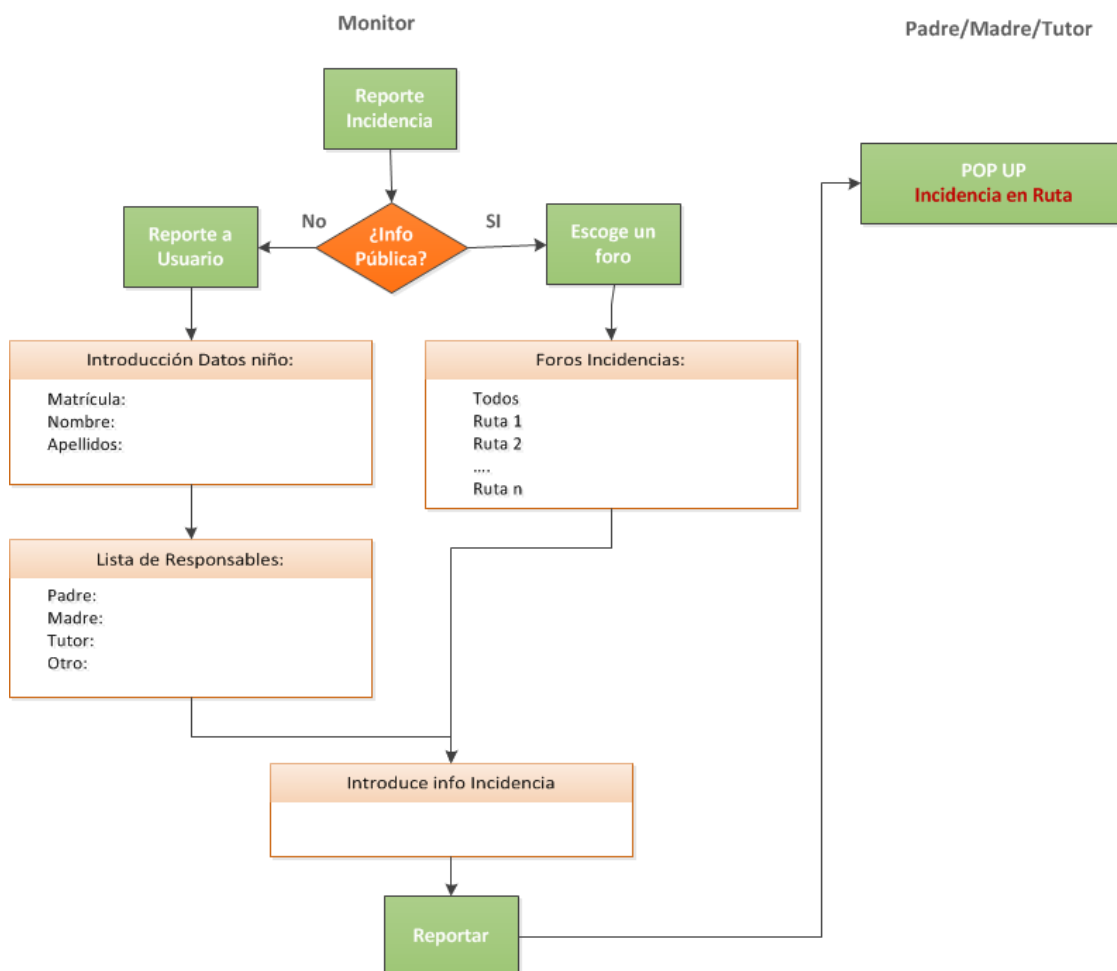 Monitor
Padre/Madre/Tutor
Reporte
Incidencia
POP UP
Incidencia en Ruta
No
SI
Reporte a
Usuario
¿Info
Pública?
Escoge un
foro
Introducción Datos niño:
Matrícula:
Nombre:
Apellidos:
Foros Incidencias:
Todos
Ruta 1
Ruta 2
....
Ruta n
Lista de Responsables:
Padre:
Madre:
Tutor:
Otro:
Introduce info Incidencia
Reportar